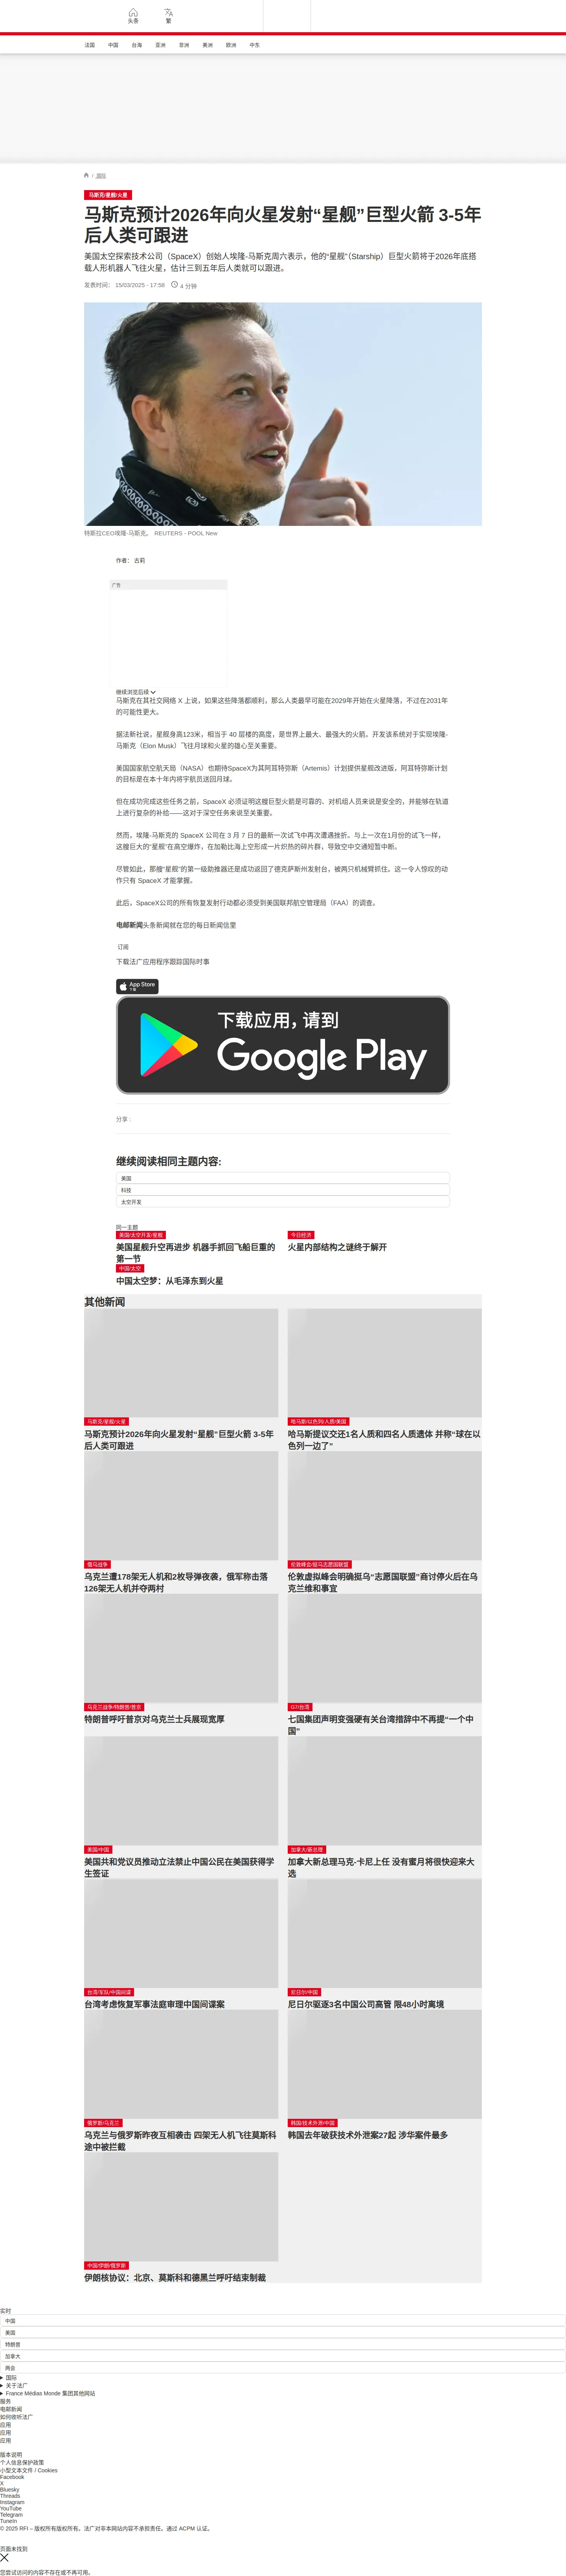 头条
繁
法国
中国
台海
亚洲
非洲
美洲
欧洲
中东
/ 国际
马斯克/星舰/火星
马斯克预计2026年向火星发射“星舰”巨型火箭 3-5年
后人类可跟进
美国太空探索技术公司（SpaceX）创始人埃隆-马斯克周六表示，他的“星舰”（Starship）巨型火箭将于2026年底搭
载人形机器人飞往火星，估计三到五年后人类就可以跟进。
发表时间： 15/03/2025 - 17:58
4 分钟
特斯拉CEO埃隆-马斯克。 REUTERS - POOL New
作者： 古莉
广告
继续浏览后续
马斯克在其社交网络 X 上说，如果这些降落都顺利，那么人类最早可能在2029年开始在火星降落，不过在2031年
的可能性更大。
据法新社说，星舰身高123米，相当于 40 层楼的高度，是世界上最大、最强大的火箭。开发该系统对于实现埃隆-
马斯克（Elon Musk）飞往月球和火星的雄心至关重要。
美国国家航空航天局（NASA）也期待SpaceX为其阿耳特弥斯（Artemis）计划提供星舰改进版，阿耳特弥斯计划
的目标是在本十年内将宇航员送回月球。
但在成功完成这些任务之前，SpaceX 必须证明这艘巨型火箭是可靠的、对机组人员来说是安全的，并能够在轨道
上进行复杂的补给——这对于深空任务来说至关重要。
然而，埃隆-马斯克的 SpaceX 公司在 3 月 7 日的最新一次试飞中再次遭遇挫折。与上一次在1月份的试飞一样，
这艘巨大的“星舰”在高空爆炸，在加勒比海上空形成一片炽热的碎片群，导致空中交通短暂中断。
尽管如此，那艘“星舰”的第一级助推器还是成功返回了德克萨斯州发射台，被两只机械臂抓住。这一令人惊叹的动
作只有 SpaceX 才能掌握。
此后，SpaceX公司的所有恢复发射行动都必须受到美国联邦航空管理局（FAA）的调查。
电邮新闻头条新闻就在您的每日新闻信里
订阅
下载法广应用程序跟踪国际时事
App Store
下载
下载应用，请到
Google Play
分享 :
继续阅读相同主题内容:
美国
科技
太空开发
同一主题
美国/太空开发/星舰
美国星舰升空再进步 机器手抓回飞船巨重的
第一节
今日经济
火星内部结构之谜终于解开
中国/太空
中国太空梦：从毛泽东到火星
其他新闻
马斯克/星舰/火星
马斯克预计2026年向火星发射“星舰”巨型火箭 3-5年
后人类可跟进
哈马斯/以色列/人质/美国
哈马斯提议交还1名人质和四名人质遗体 并称“球在以
色列一边了”
俄乌战争
乌克兰遭178架无人机和2枚导弹夜袭，俄军称击落
126架无人机并夺两村
伦敦峰会/挺乌志愿国联盟
伦敦虚拟峰会明确挺乌“志愿国联盟”商讨停火后在乌
克兰维和事宜
乌克兰战争/特朗普/普京
特朗普呼吁普京对乌克兰士兵展现宽厚
G7/台湾
七国集团声明变强硬有关台湾措辞中不再提“一个中
国”
美国/中国
美国共和党议员推动立法禁止中国公民在美国获得学
生签证
加拿大/新总理
加拿大新总理马克-卡尼上任 没有蜜月将很快迎来大
选
台湾/军队/中国间谍
台湾考虑恢复军事法庭审理中国间谍案
尼日尔/中国
尼日尔驱逐3名中国公司高管 限48小时离境
俄罗斯/乌克兰
乌克兰与俄罗斯昨夜互相袭击 四架无人机飞往莫斯科
途中被拦截
韩国/技术外泄/中国
韩国去年破获技术外泄案27起 涉华案件最多
中国/伊朗/俄罗斯
伊朗核协议：北京、莫斯科和德黑兰呼吁结束制裁
实时
中国
美国
特朗普
加拿大
两会
国际
关于法广
France Médias Monde 集团其他网站
服务
电邮新闻
如何收听法广
应用
应用
应用
版本说明
个人信息保护政策
小型文本文件 / Cookies
Facebook
X
Bluesky
Threads
Instagram
YouTube
Telegram
TuneIn
© 2025 RFI – 版权所有版权所有。法广对非本网站内容不承担责任。通过 ACPM 认证。
页面未找到
您尝试访问的内容不存在或不再可用。